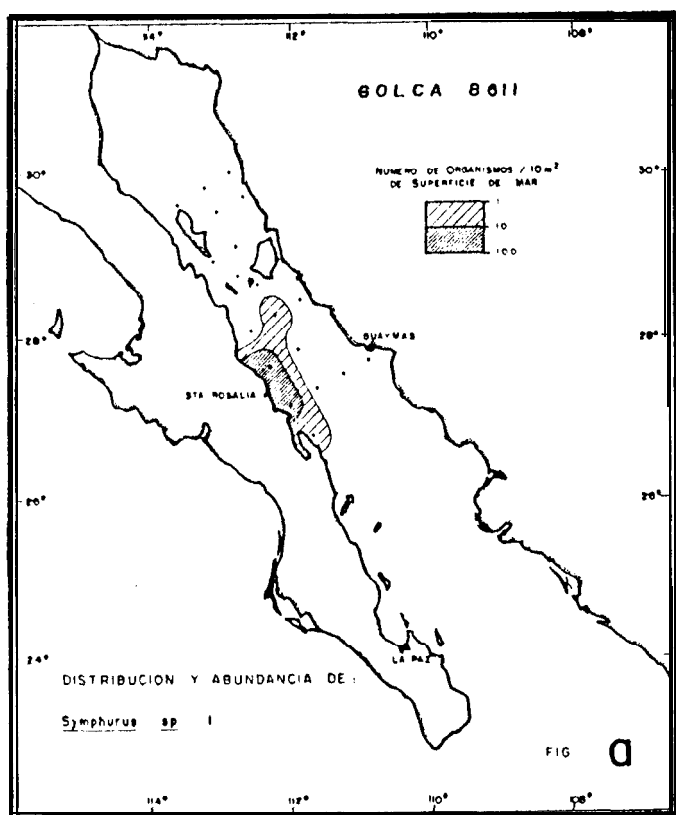 114° 112° 110° 108°
GOLCA 8611
NUMERO DE ORGANISMOS / 10 m²
DE SUPERFICIE DE MAR
1
10
100
30° 30°
GUAYMAS
28° 28°
STA ROSALIA
26° 26°
LA PAZ
24°
DISTRIBUCION Y ABUNDANCIA DE:
Symphurus sp 1
FIG a
114° 112° 110° 108°